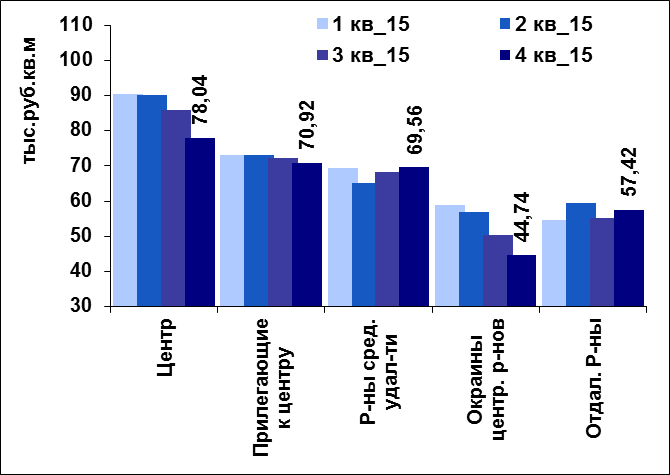 тыс.руб.кв.м
110
100
90
80
70
60
50
40
30
1 кв_15
2 кв_15
3 кв_15
4 кв_15
78,04
70,92
69,56
44,74
57,42
Центр
Прилегающие
к центру
Р-ны сред.
удал-ти
Окраины
центр. р-нов
Отдал. Р-ны